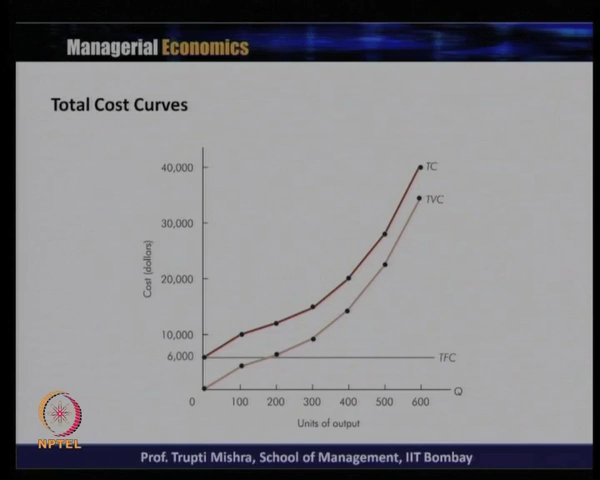 Managerial Economics
Total Cost Curves
40,000
30,000
20,000
10,000
6,000
Cost (dollars)
TC
TVC
TFC
Q
0 100 200 300 400 500 600
Units of output
NPTEL
Prof. Trupti Mishra, School of Management, IIT Bombay